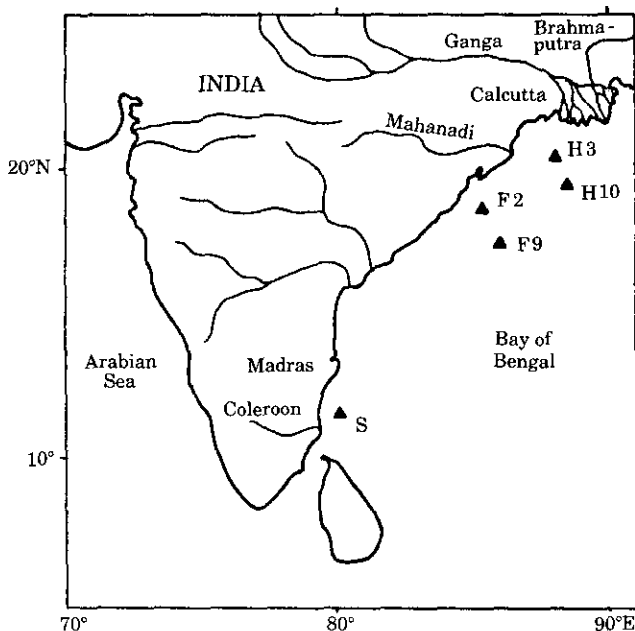 Brahma-
putra
Ganga
INDIA
Calcutta
Mahanadi
H3
20°N
H10
F2
F9
Bay of
Bengal
Arabian
Sea
Madras
Coleroon
S
10°
70°
80°
90°E